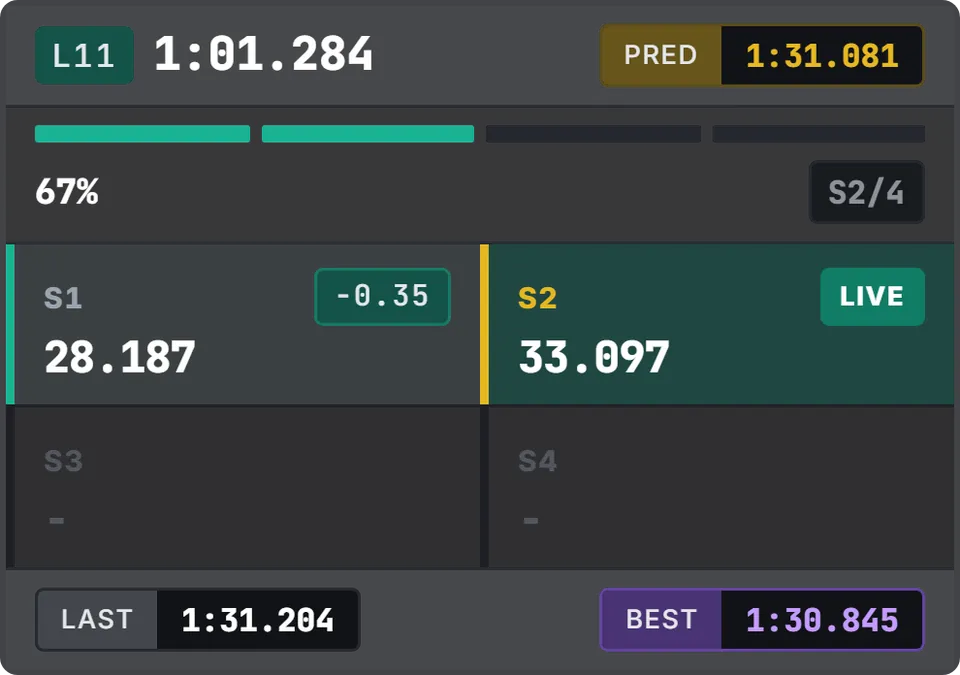 L11 1:01.284 PRED 1:31.081
67% S2/4
S1 -0.35 S2 LIVE
28.187 33.097
S3 S4
- -
LAST 1:31.204 BEST 1:30.845